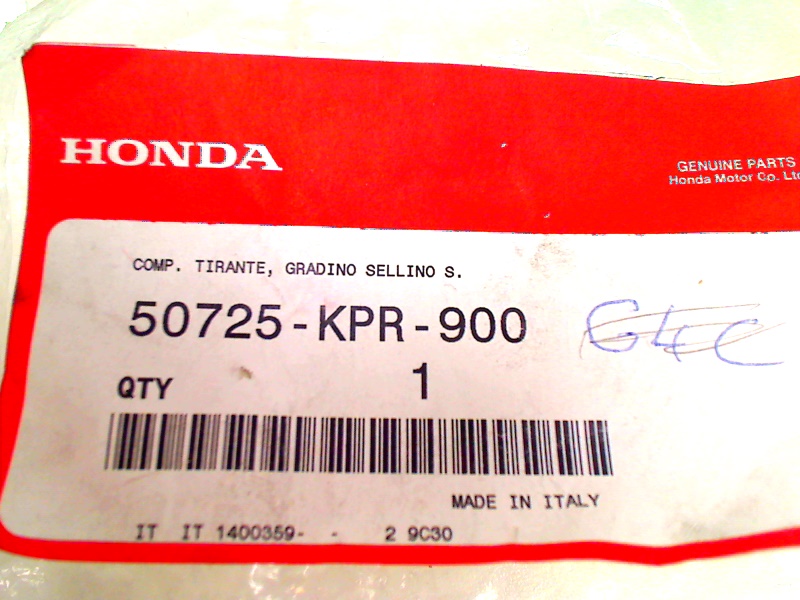 HONDA
GENUINE PARTS
Honda Motor Co. Ltd
COMP. TIRANTE, GRADINO SELLINO S.
50725-KPR-900
G4C
QTY 1
MADE IN ITALY
IT IT 1400359- - 2 9C30